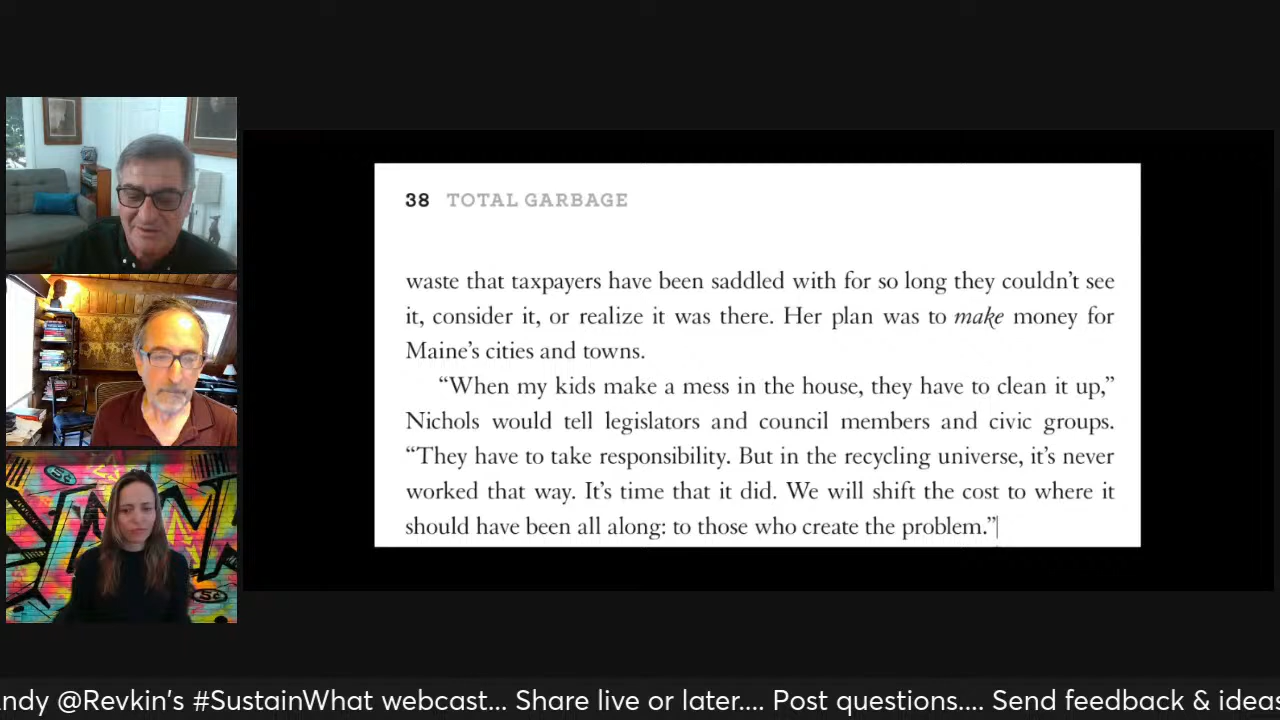 38 TOTAL GARBAGE
waste that taxpayers have been saddled with for so long they couldn’t see
it, consider it, or realize it was there. Her plan was to make money for
Maine’s cities and towns.
“When my kids make a mess in the house, they have to clean it up,”
Nichols would tell legislators and council members and civic groups.
“They have to take responsibility. But in the recycling universe, it’s never
worked that way. It’s time that it did. We will shift the cost to where it
should have been all along: to those who create the problem.”
5c
5c
ndy @Revkin's #SustainWhat webcast... Share live or later.... Post questions.... Send feedback & ideas